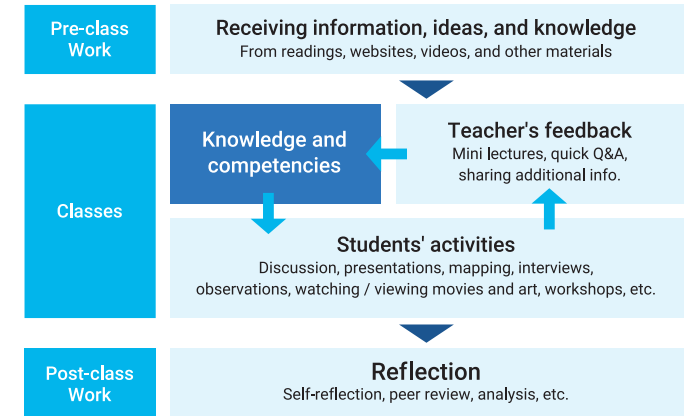 Pre-class
Work
Receiving information, ideas, and knowledge
From readings, websites, videos, and other materials
Classes
Knowledge and
competencies
Teacher's feedback
Mini lectures, quick Q&A,
sharing additional info.
Students' activities
Discussion, presentations, mapping, interviews,
observations, watching / viewing movies and art, workshops, etc.
Post-class
Work
Reflection
Self-reflection, peer review, analysis, etc.